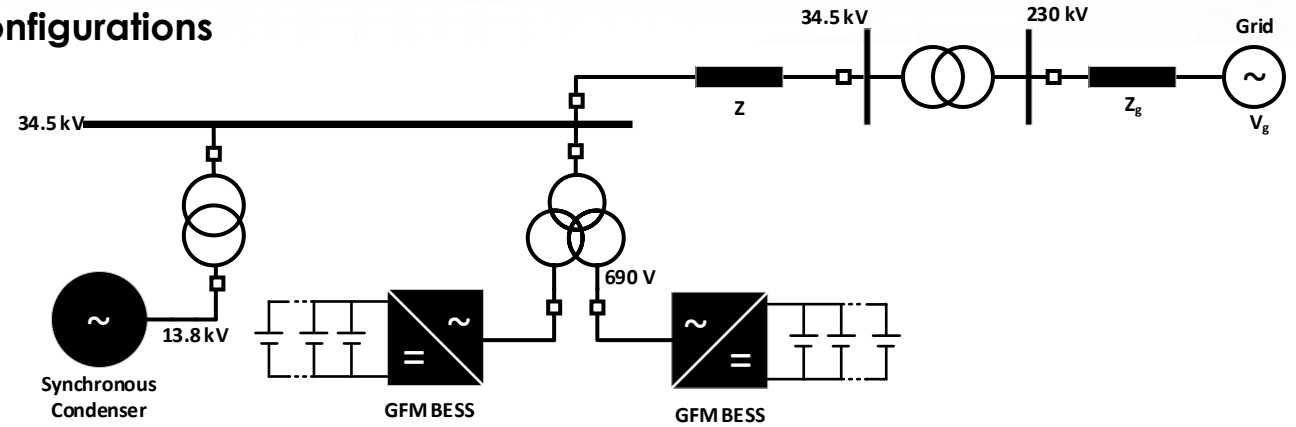 onfigurations
34.5 kV
230 kV
Grid
~
Z
Zg
Vg
34.5 kV
690 V
~
13.8 kV
Synchronous
Condenser
~
=
GFM BESS
~
=
GFM BESS